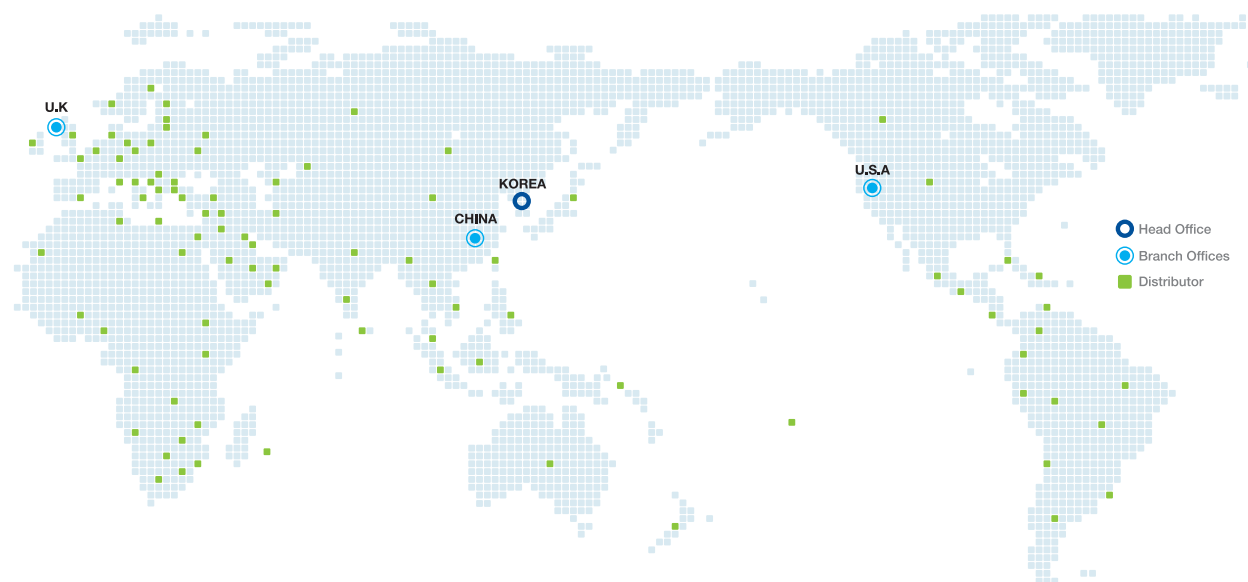 U.K
U.S.A
KOREA
CHINA
Head Office
Branch Offices
Distributor